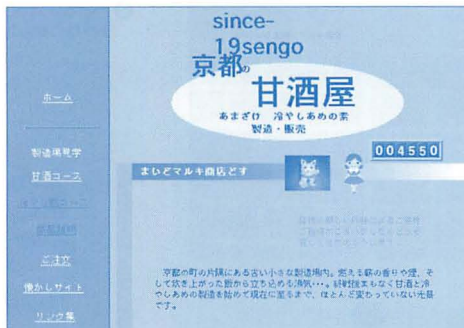 since-
19sengo
京都の
甘酒屋
あまざけ 冷やしあめの素
製造・販売
004550
まいどマルキ商店どす
ホーム
製造場見学
甘酒コース
ご注文
懐かしサイト
リンク集
京都の町の片隅にある古い小さな製造場内。燃える薪の香りや煙、そ
して炊き上がった釜から立ち込める湯気・・・。終戦後まもなく甘酒と冷
やしあめの製造を始めて現在に至るまで、ほとんど変わっていない光景
です。